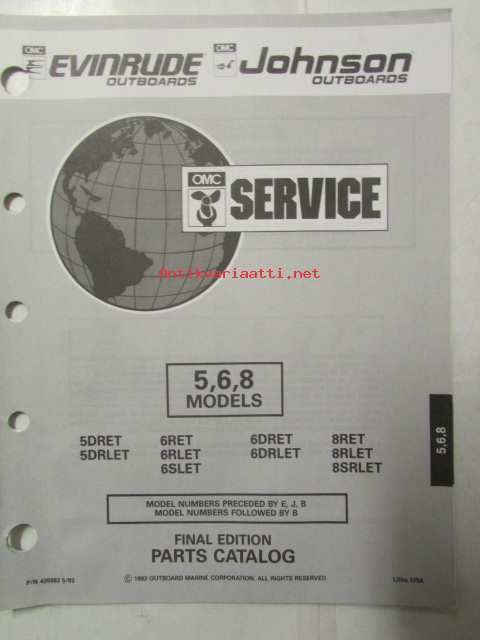 OMC EVINRUDE OUTBOARDS
OMC Johnson OUTBOARDS
OMC SERVICE
Antikvariaatti.net
5,6,8
MODELS
5DRET 6RET 6DRET 8RET
5DRLET 6RLET 6DRLET 8RLET
6SLET 8SRLET
5,6,8
MODEL NUMBERS PRECEDED BY E, J, B
MODEL NUMBERS FOLLOWED BY B
FINAL EDITION
PARTS CATALOG
© 1993 OUTBOARD MARINE CORPORATION. ALL RIGHTS RESERVED.
Litho, USA